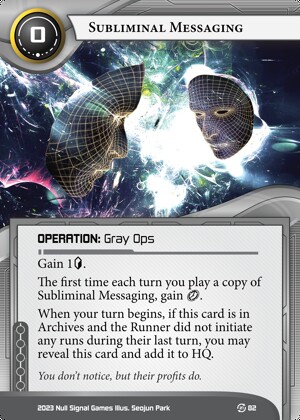 0
SUBLIMINAL MESSAGING
OPERATION: Gray Ops
Gain 1.
The first time each turn you play a copy of
Subliminal Messaging, gain .
When your turn begins, if this card is in
Archives and the Runner did not initiate
any runs during their last turn, you may
reveal this card and add it to HQ.
You don't notice, but their profits do.
2023 Null Signal Games Illus. Seojun Park
82